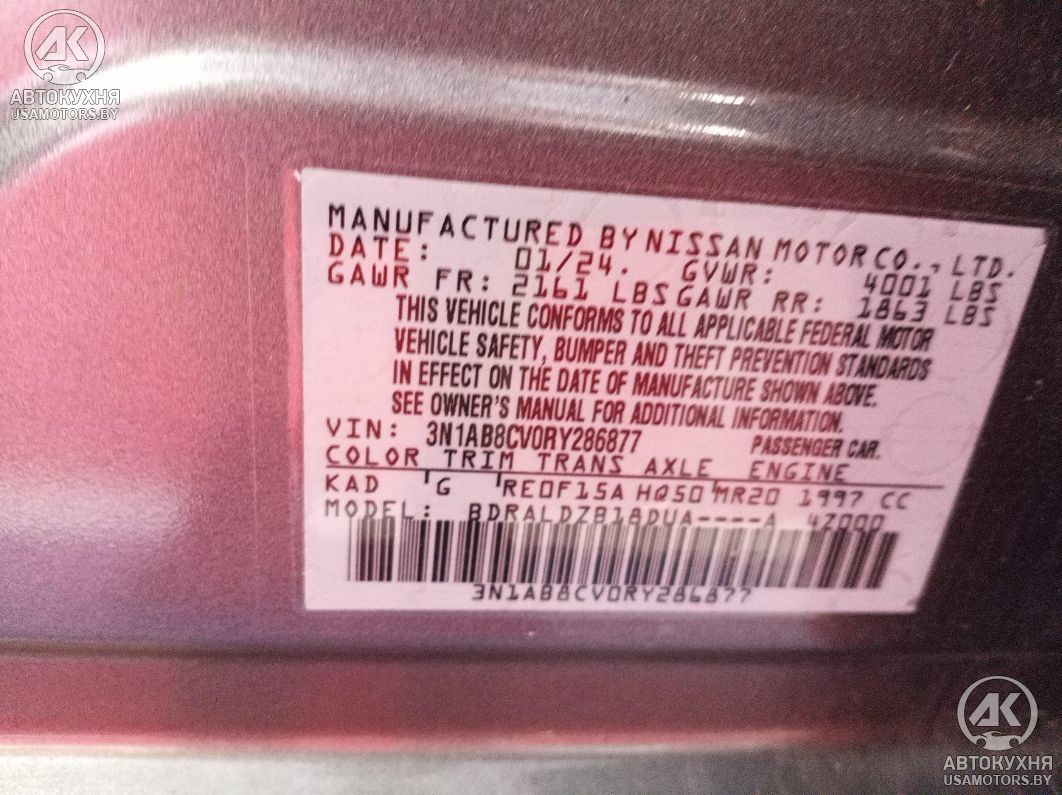 AK
АВТОКУХНЯ
USAMOTORS.BY
MANUFACTURED BY NISSAN MOTOR CO., LTD.
DATE: 01/24. GVWR: 4001 LBS
GAWR FR: 2161 LBS GAWR RR: 1863 LBS
THIS VEHICLE CONFORMS TO ALL APPLICABLE FEDERAL MOTOR
VEHICLE SAFETY, BUMPER AND THEFT PREVENTION STANDARDS
IN EFFECT ON THE DATE OF MANUFACTURE SHOWN ABOVE.
SEE OWNER'S MANUAL FOR ADDITIONAL INFORMATION.
VIN: 3N1AB8CV0RY286877 PASSENGER CAR.
COLOR TRIM TRANS AXLE ENGINE
KAD G RE0F15A HQ50 MR20 1997 CC
MODEL: BDRALDZB18DUA----A 4Z000
3N1AB8CV0RY286877
AK
АВТОКУХНЯ
USAMOTORS.BY